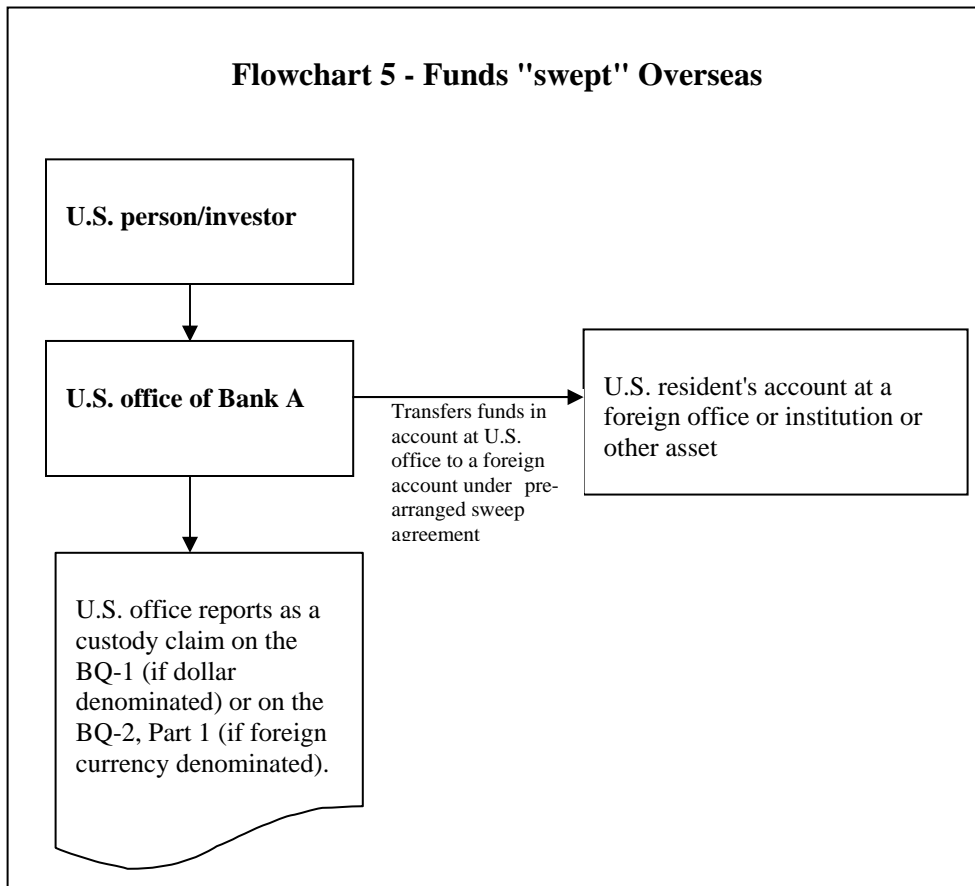 Flowchart 5 - Funds "swept" Overseas
U.S. person/investor
U.S. office of Bank A
Transfers funds in
account at U.S.
office to a foreign
account under pre-
arranged sweep
agreement
U.S. resident's account at a
foreign office or institution or
other asset
U.S. office reports as a
custody claim on the
BQ-1 (if dollar
denominated) or on the
BQ-2, Part 1 (if foreign
currency denominated).